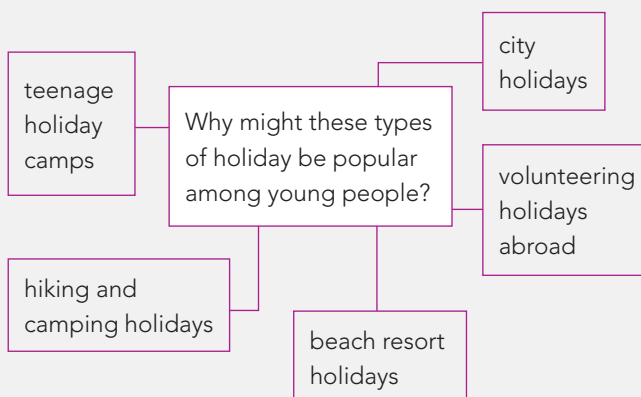 city
holidays
teenage
holiday
camps
Why might these types
of holiday be popular
among young people?
volunteering
holidays
abroad
hiking and
camping holidays
beach resort
holidays